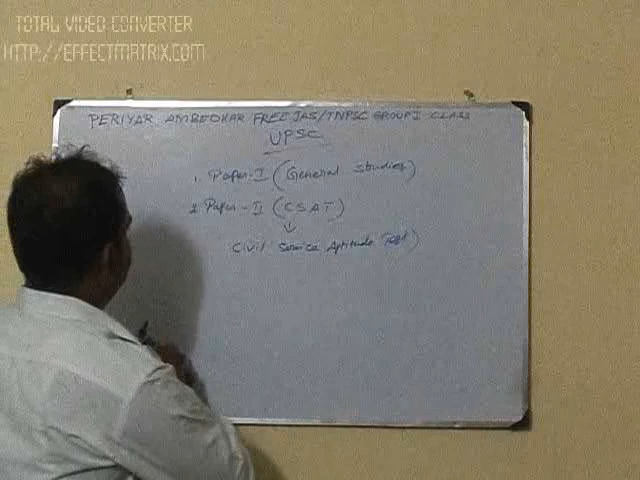 TOTAL VIDEO CONVERTER
HTTP://EFFECTMATRIX.COM
PERIYAR AMBEDKAR FREE IAS/TNPSC GROUP I CLASS
UPSC
1. Paper-I (General Studies)
2. Paper-II (CSAT)
Civil Service Aptitude Test)